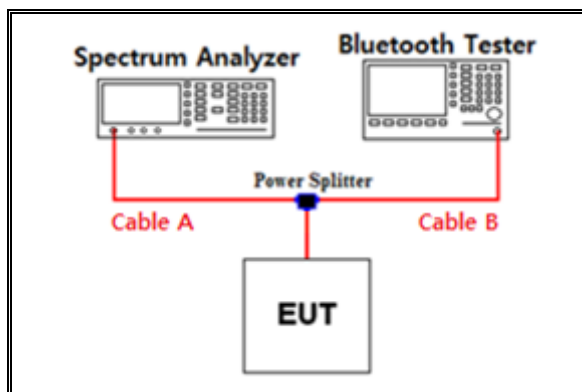 Spectrum Analyzer
Bluetooth Tester
Power Splitter
Cable A
Cable B
EUT